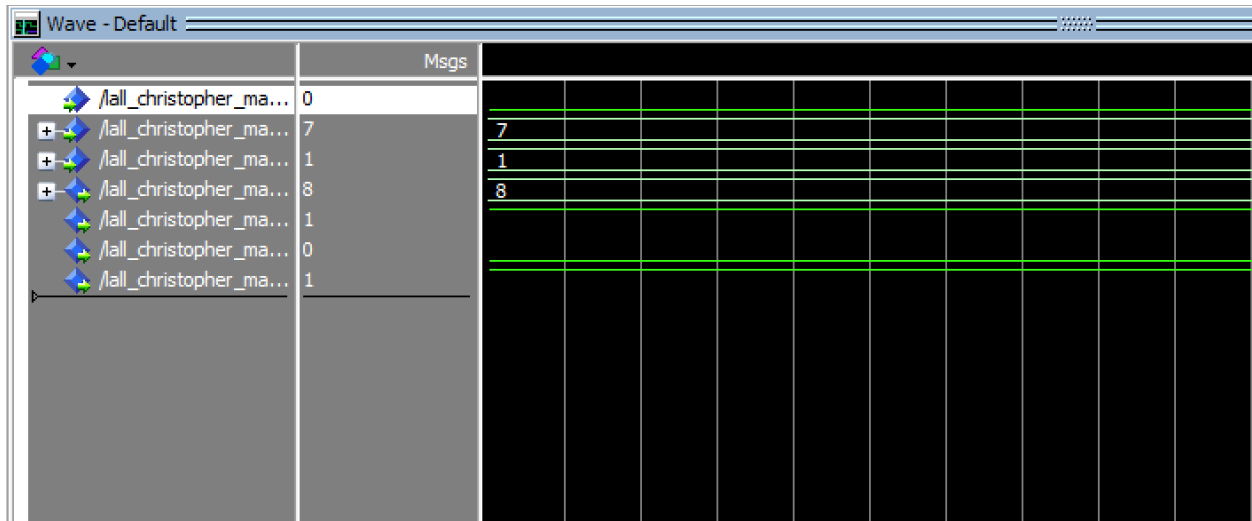 Wave - Default
Msgs
/lall_christopher_ma... 0
/lall_christopher_ma... 7 7
/lall_christopher_ma... 1 1
/lall_christopher_ma... 8 8
/lall_christopher_ma... 1
/lall_christopher_ma... 0
/lall_christopher_ma... 1